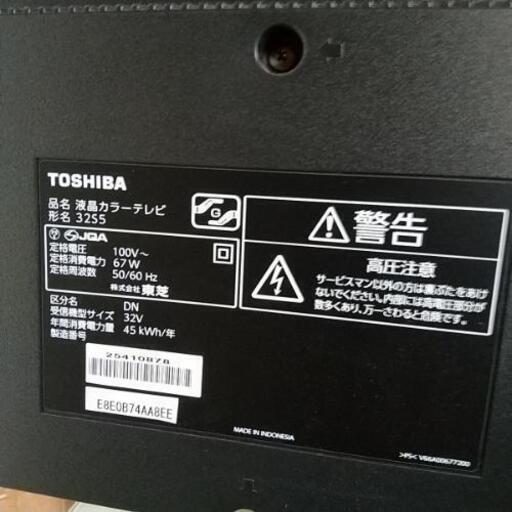 TOSHIBA
品名 液晶カラーテレビ
形名 32S5
G
JQA
定格電圧 100V～
定格消費電力 67W
定格周波数 50/60 Hz
株式会社 東芝
区分名 DN
受信機型サイズ 32V
年間消費電力量 45 kWh/年
製造番号
25410878
E8E0B74AA8EE
警告
高圧注意
サービスマン以外の方は裏ぶたをあけ
ないでください。内部には高電圧部分が
数多くあり、万一さわると危険です。
MADE IN INDONESIA
>PS< V68A00677200